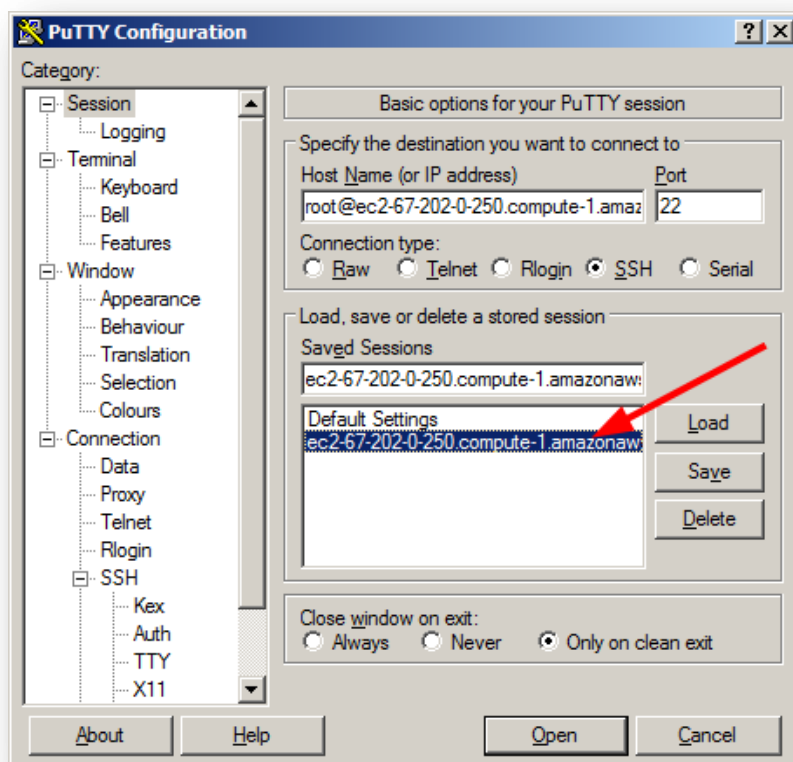 PuTTY Configuration
Category:
Session
Logging
Terminal
Keyboard
Bell
Features
Window
Appearance
Behaviour
Translation
Selection
Colours
Connection
Data
Proxy
Telnet
Rlogin
SSH
Kex
Auth
TTY
X11
Basic options for your PuTTY session
Specify the destination you want to connect to
Host Name (or IP address) Port
root@ec2-67-202-0-250.compute-1.amaz 22
Connection type:
Raw Telnet Rlogin SSH Serial
Load, save or delete a stored session
Saved Sessions
ec2-67-202-0-250.compute-1.amazonaws
Default Settings
ec2-67-202-0-250.compute-1.amazonaw
Load
Save
Delete
Close window on exit:
Always Never Only on clean exit
About Help Open Cancel